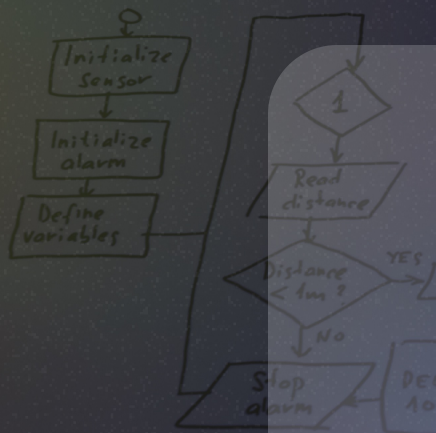 Initialize
sensor
Initialize
alarm
Define
variables
1
Read
distance
Distance
< 1m ?
YES
No
Stop
alarm